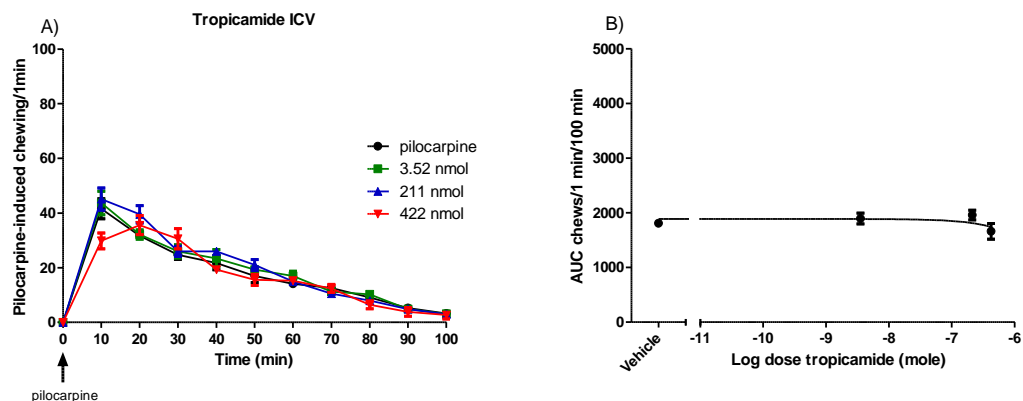 A)
Tropicamide ICV
Pilocarpine-induced chewing/1min
100
80
60
40
20
0
0 10 20 30 40 50 60 70 80 90 100
Time (min)
pilocarpine
pilocarpine
3.52 nmol
211 nmol
422 nmol
B)
AUC chews/1 min/100 min
5000
4000
3000
2000
1000
0
Vehicle -11 -10 -9 -8 -7 -6
Log dose tropicamide (mole)